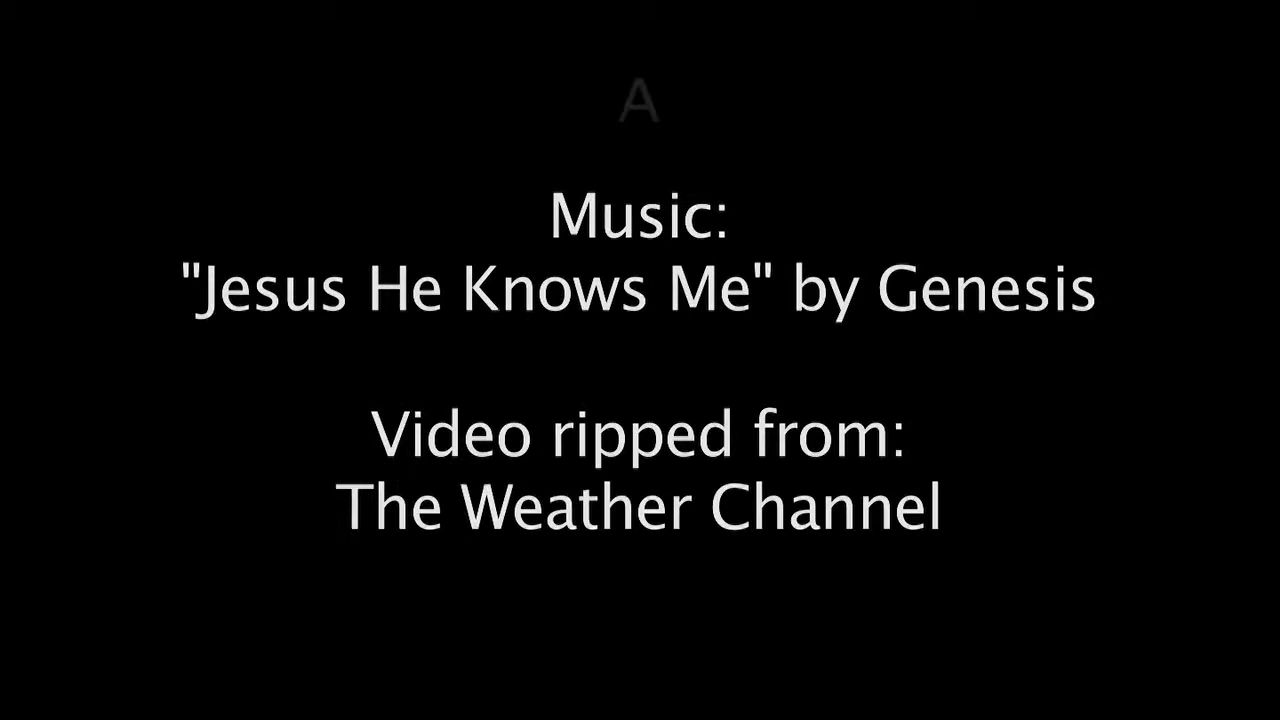 A
Music:
"Jesus He Knows Me" by Genesis
Video ripped from:
The Weather Channel